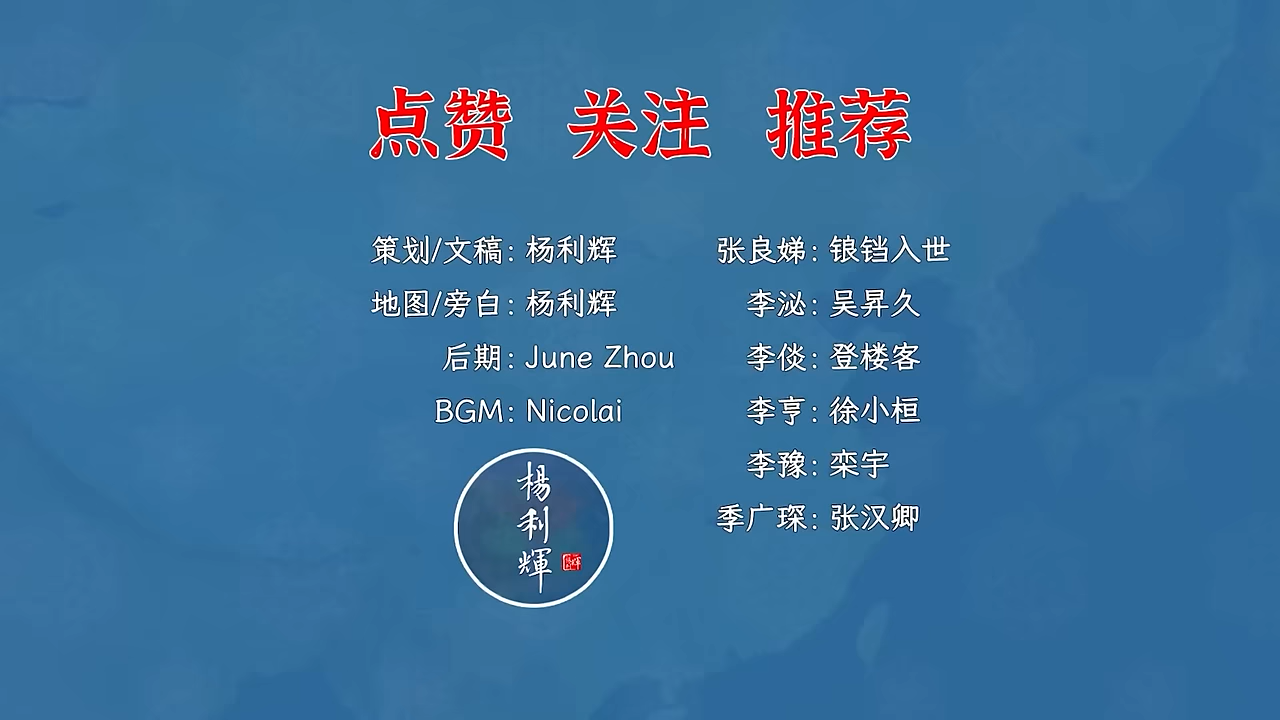 点赞 关注 推荐
策划/文稿：杨利辉
地图/旁白：杨利辉
后期：June Zhou
BGM：Nicolai
楊利輝
张良娣：锒铛入世
李泌：吴昇久
李倓：登楼客
李亨：徐小桓
李豫：栾宇
季广琛：张汉卿